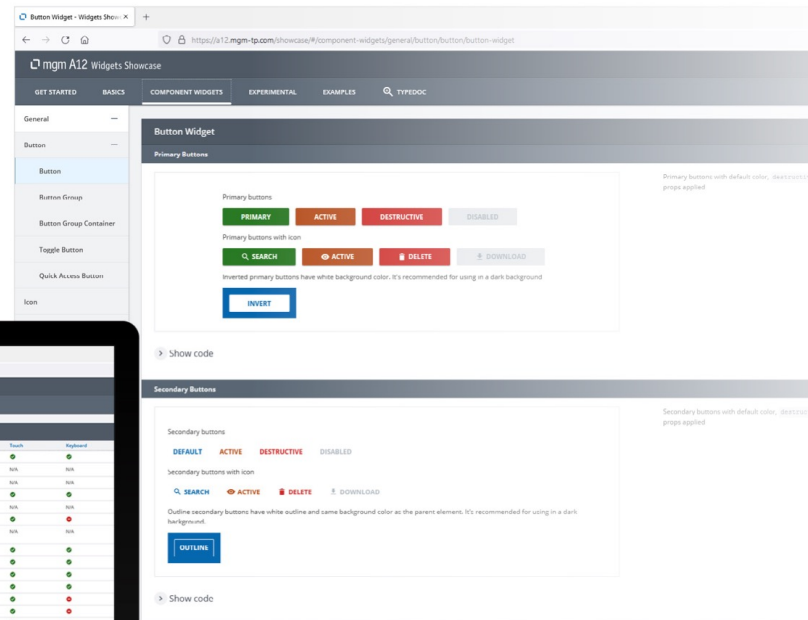 Button Widget - Widgets Show
https://a12.mgm-tp.com/showcase/#/component-widgets/general/button/button/button-widget
mgm A12 Widgets Showcase
GET STARTED BASICS COMPONENT WIDGETS EXPERIMENTAL EXAMPLES TYPEDOC
General
Button
Button
Button Group
Button Group Container
Toggle Button
Quick Access Button
Icon
Button Widget
Primary Buttons
Primary buttons
PRIMARY ACTIVE DESTRUCTIVE DISABLED
Primary buttons with icon
SEARCH ACTIVE DELETE DOWNLOAD
Inverted primary buttons have white background color. It's recommended for using in a dark background
INVERT
Primary buttons with default color, destructi
props applied
Show code
Secondary Buttons
Secondary buttons
DEFAULT ACTIVE DESTRUCTIVE DISABLED
Secondary buttons with icon
SEARCH ACTIVE DELETE DOWNLOAD
Outline secondary buttons have white outline and same background color as the parent element. It's recommended for using in a dark
background.
OUTLINE
Secondary buttons with default color, destruct
props applied
Show code
Touch Keyboard
N/A N/A
N/A N/A
N/A N/A
N/A N/A